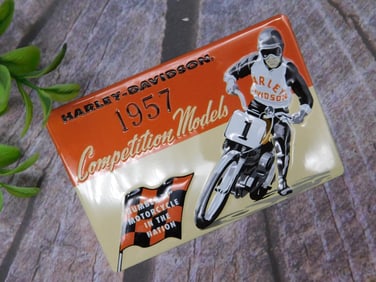 HARLEY-DAVIDSON
1957
Competition Models
HARLEY
DAVIDSON
1
NUMBER 1
MOTORCYCLE
IN THE
NATION